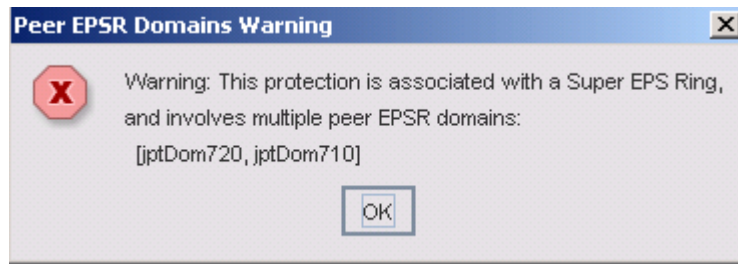 Peer EPSR Domains Warning
Warning: This protection is associated with a Super EPS Ring,
and involves multiple peer EPSR domains:
[jptDom720, jptDom710]
OK